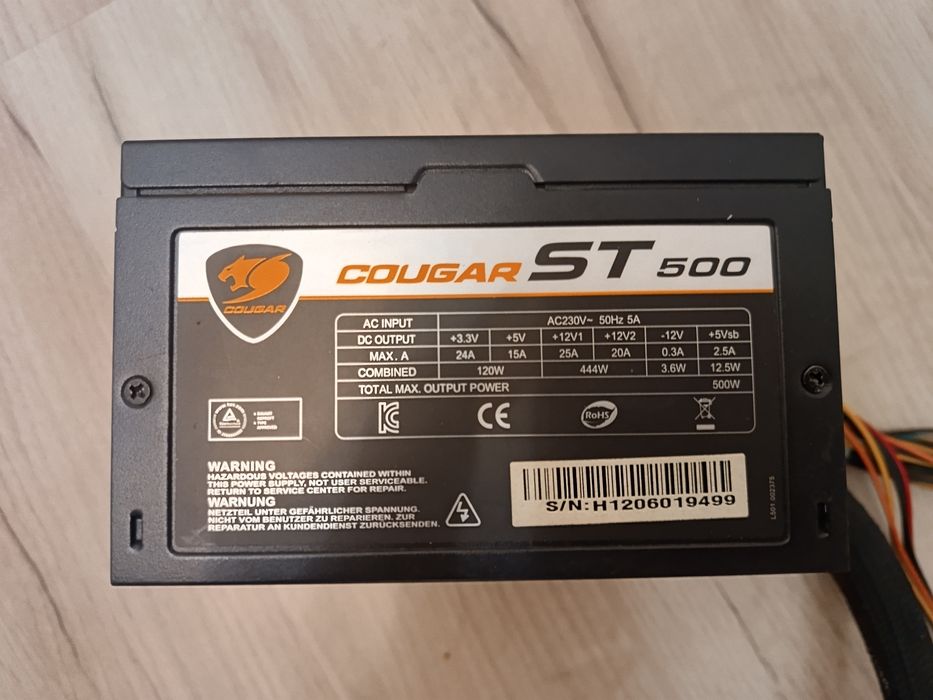 COUGAR ST 500
COUGAR
AC INPUT AC230V~ 50Hz 5A
DC OUTPUT +3.3V +5V +12V1 +12V2 -12V +5Vsb
MAX. A 24A 15A 25A 20A 0.3A 2.5A
COMBINED 120W 444W 3.6W 12.5W
TOTAL MAX. OUTPUT POWER 500W
CE RoHS
WARNING
HAZARDOUS VOLTAGES CONTAINED WITHIN
THIS POWER SUPPLY, NOT USER SERVICEABLE.
RETURN TO SERVICE CENTER FOR REPAIR.
WARNUNG
NETZTEIL UNTER GEFÄHRLICHER SPANNUNG.
NICHT VOM BENUTZER ZU REPARIEREN. ZUR
REPARATUR AN KUNDENDIENST ZURÜCKSENDEN.
S/N:H1206019499
L501 002375